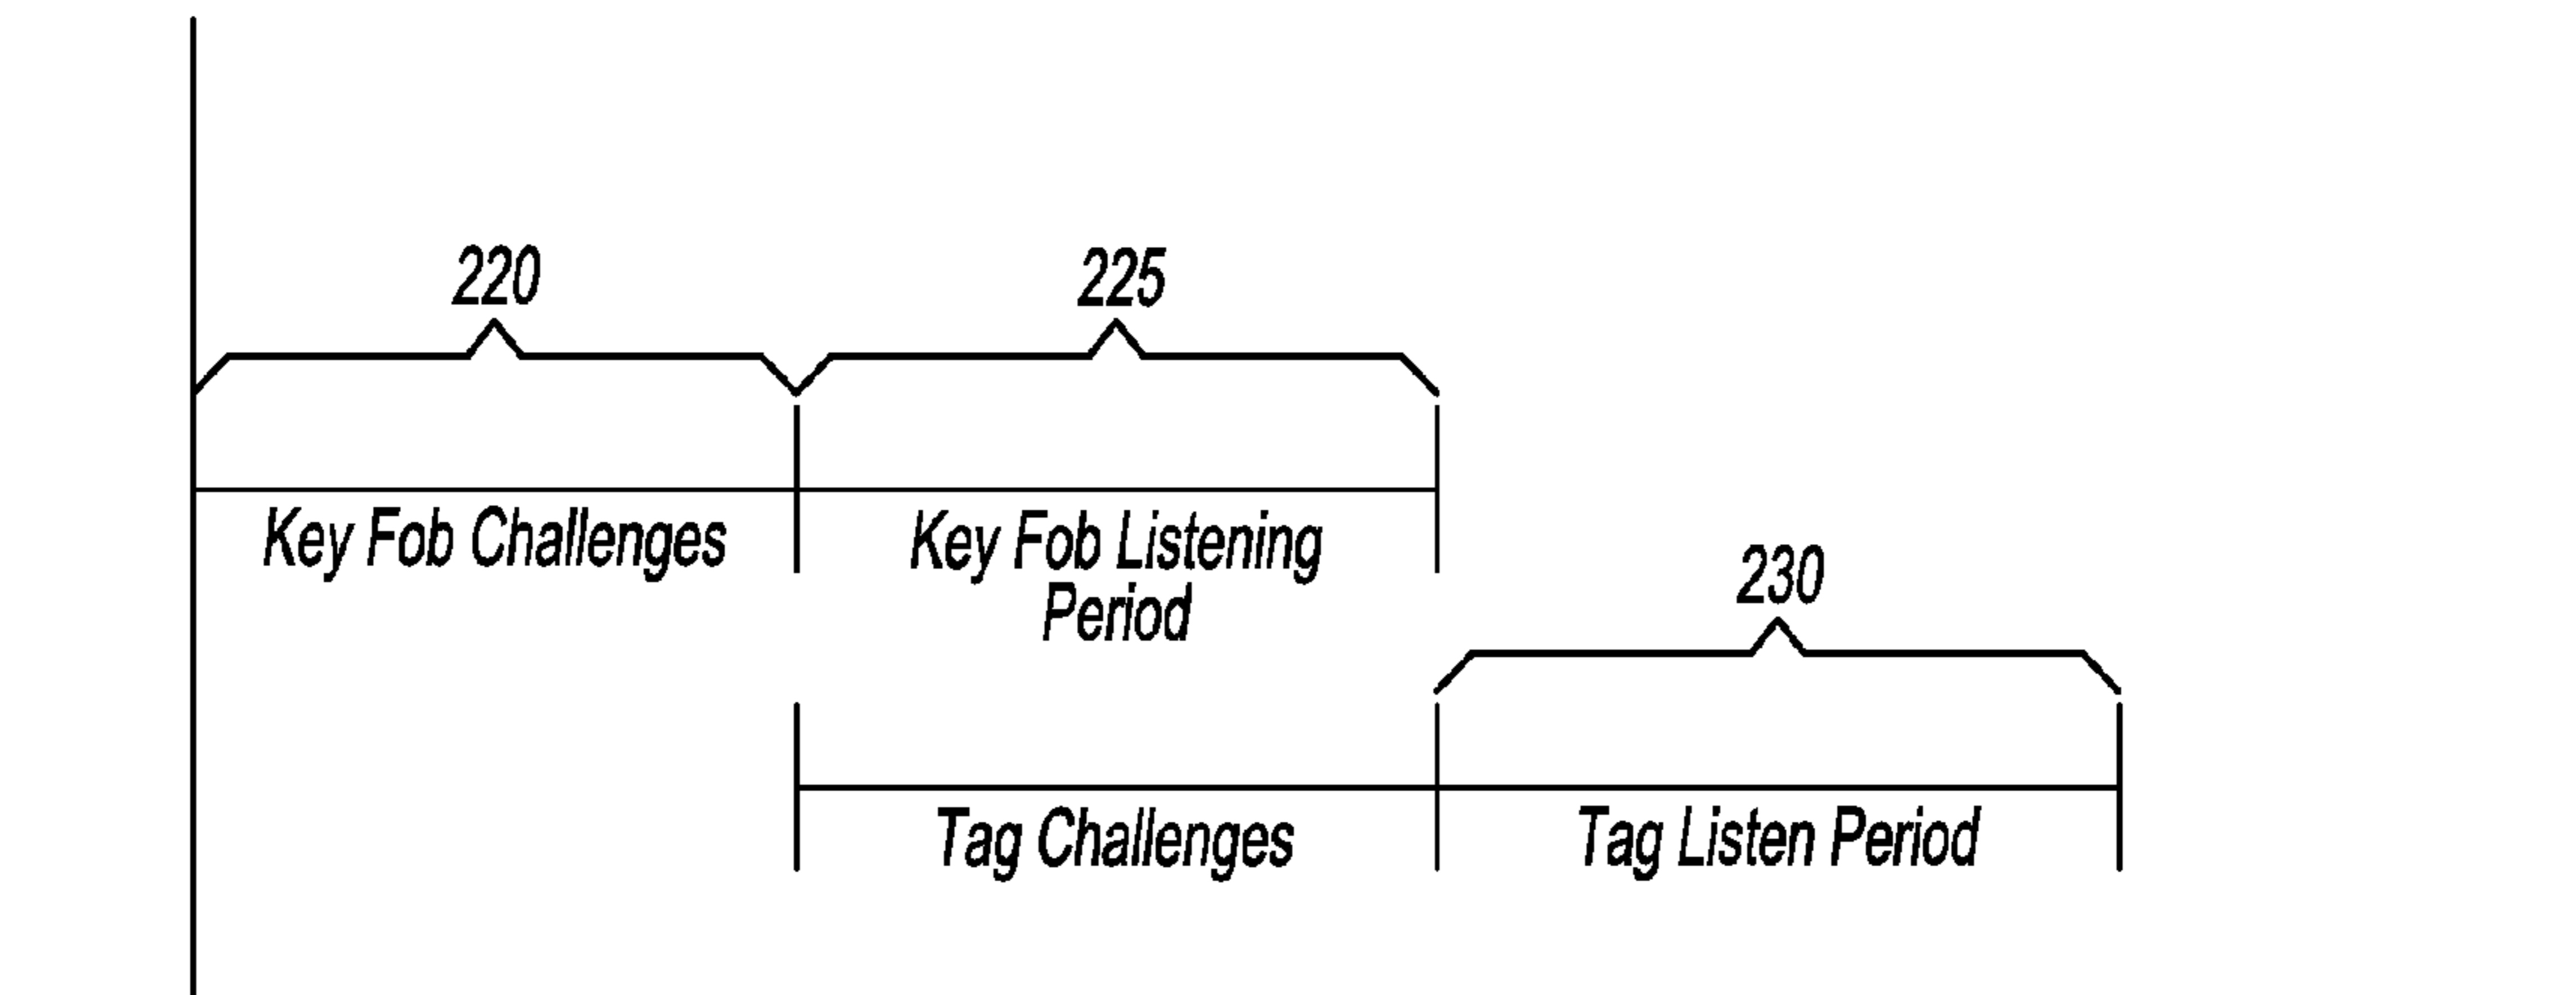 220
225
Key Fob Challenges
Key Fob Listening
Period
230
Tag Challenges
Tag Listen Period